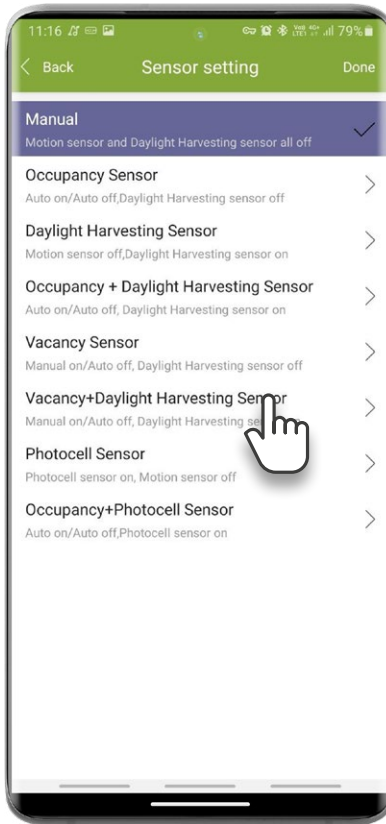 11:16 79%
Back Sensor setting Done
Manual
Motion sensor and Daylight Harvesting sensor all off
Occupancy Sensor
Auto on/Auto off,Daylight Harvesting sensor off
Daylight Harvesting Sensor
Motion sensor off,Daylight Harvesting sensor on
Occupancy + Daylight Harvesting Sensor
Auto on/Auto off, Daylight Harvesting sensor on
Vacancy Sensor
Manual on/Auto off, Daylight Harvesting sensor off
Vacancy+Daylight Harvesting Sensor
Manual on/Auto off, Daylight Harvesting
Photocell Sensor
Photocell sensor on, Motion sensor off
Occupancy+Photocell Sensor
Auto on/Auto off,Photocell sensor on